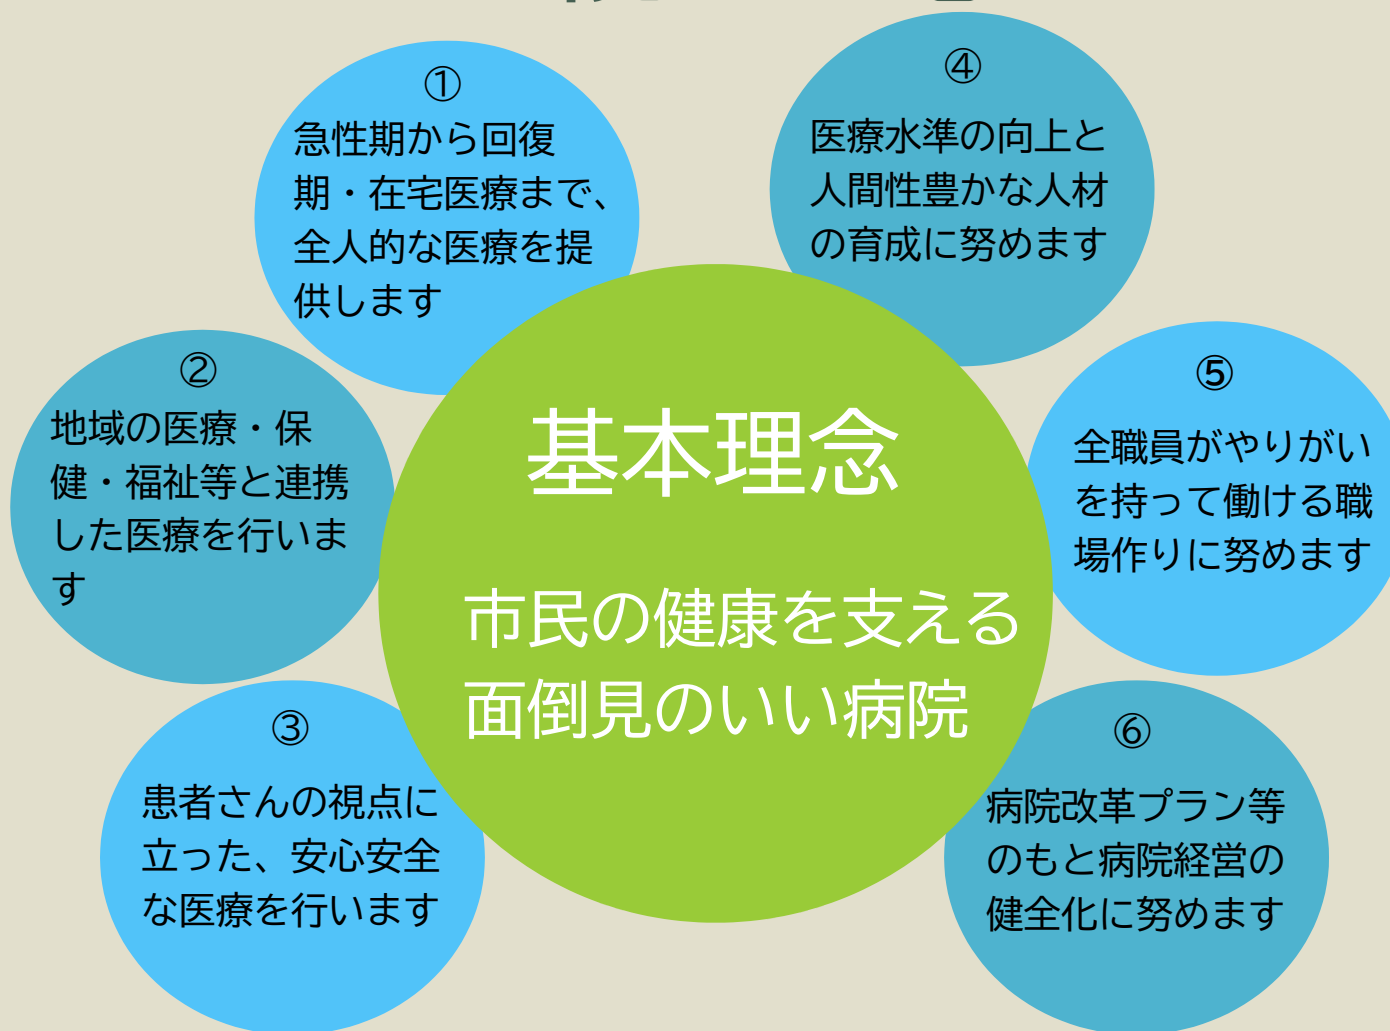 ①
急性期から回復
期・在宅医療まで、
全人的な医療を提
供します
②
地域の医療・保
健・福祉等と連携
した医療を行いま
す
③
患者さんの視点に
立った、安心安全
な医療を行います
④
医療水準の向上と
人間性豊かな人材
の育成に努めます
⑤
全職員がやりがい
を持って働ける職
場作りに努めます
⑥
病院改革プラン等
のもと病院経営の
健全化に努めます
基本理念
市民の健康を支える
面倒見のいい病院